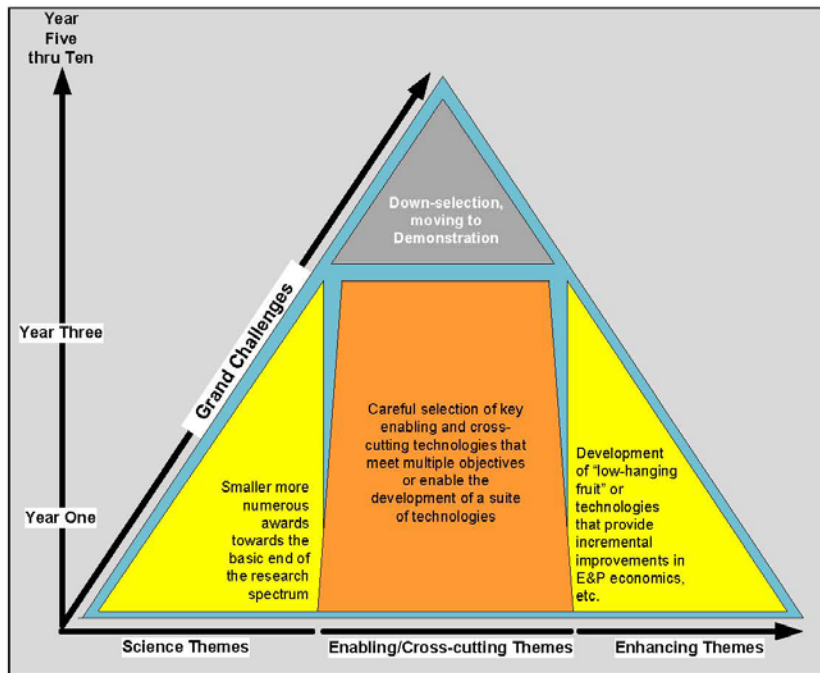 Year
Five
thru Ten
Down-selection,
moving to
Demonstration
Grand Challenges
Year Three
Careful selection of key
enabling and cross-
cutting technologies that
meet multiple objectives
or enable the
development of a suite
of technologies
Development
of “low-hanging
fruit” or
technologies
that provide
incremental
improvements in
E&P economics,
etc.
Smaller more
numerous
awards
towards the
basic end of
the research
spectrum
Year One
Science Themes
Enabling/Cross-cutting Themes
Enhancing Themes